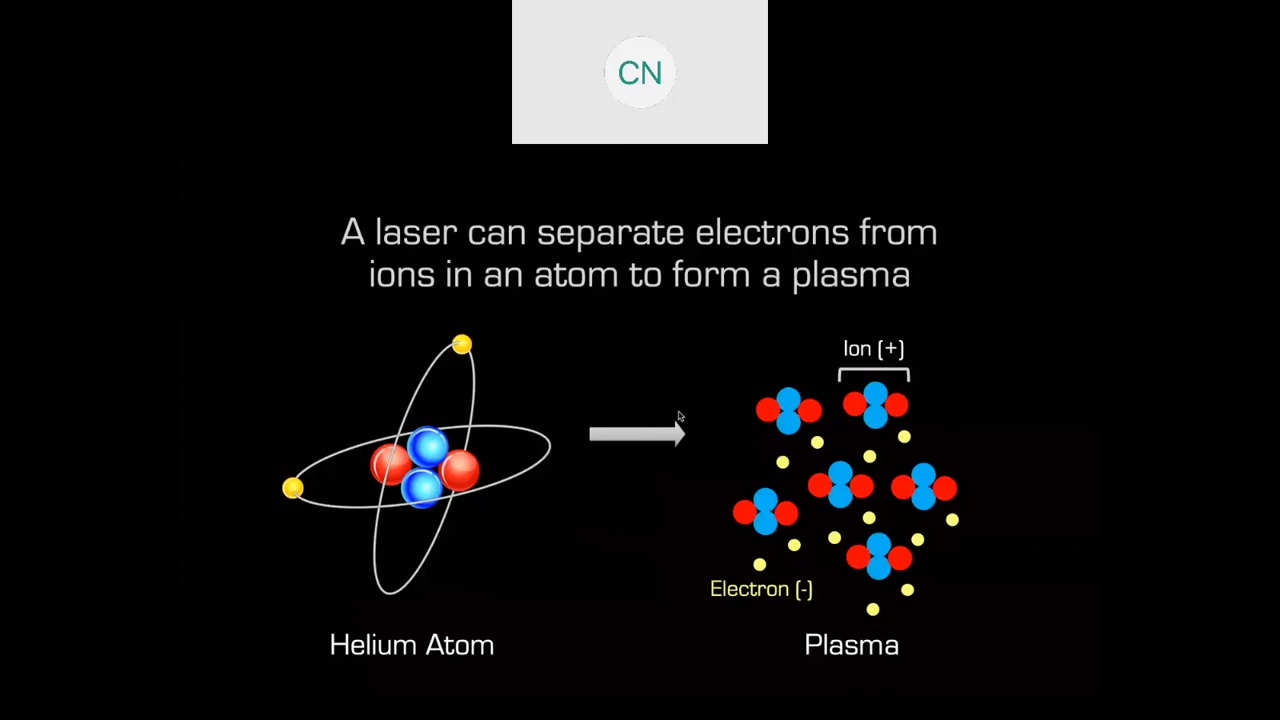 CN
A laser can separate electrons from
ions in an atom to form a plasma
Ion (+)
Electron (-)
Helium Atom
Plasma